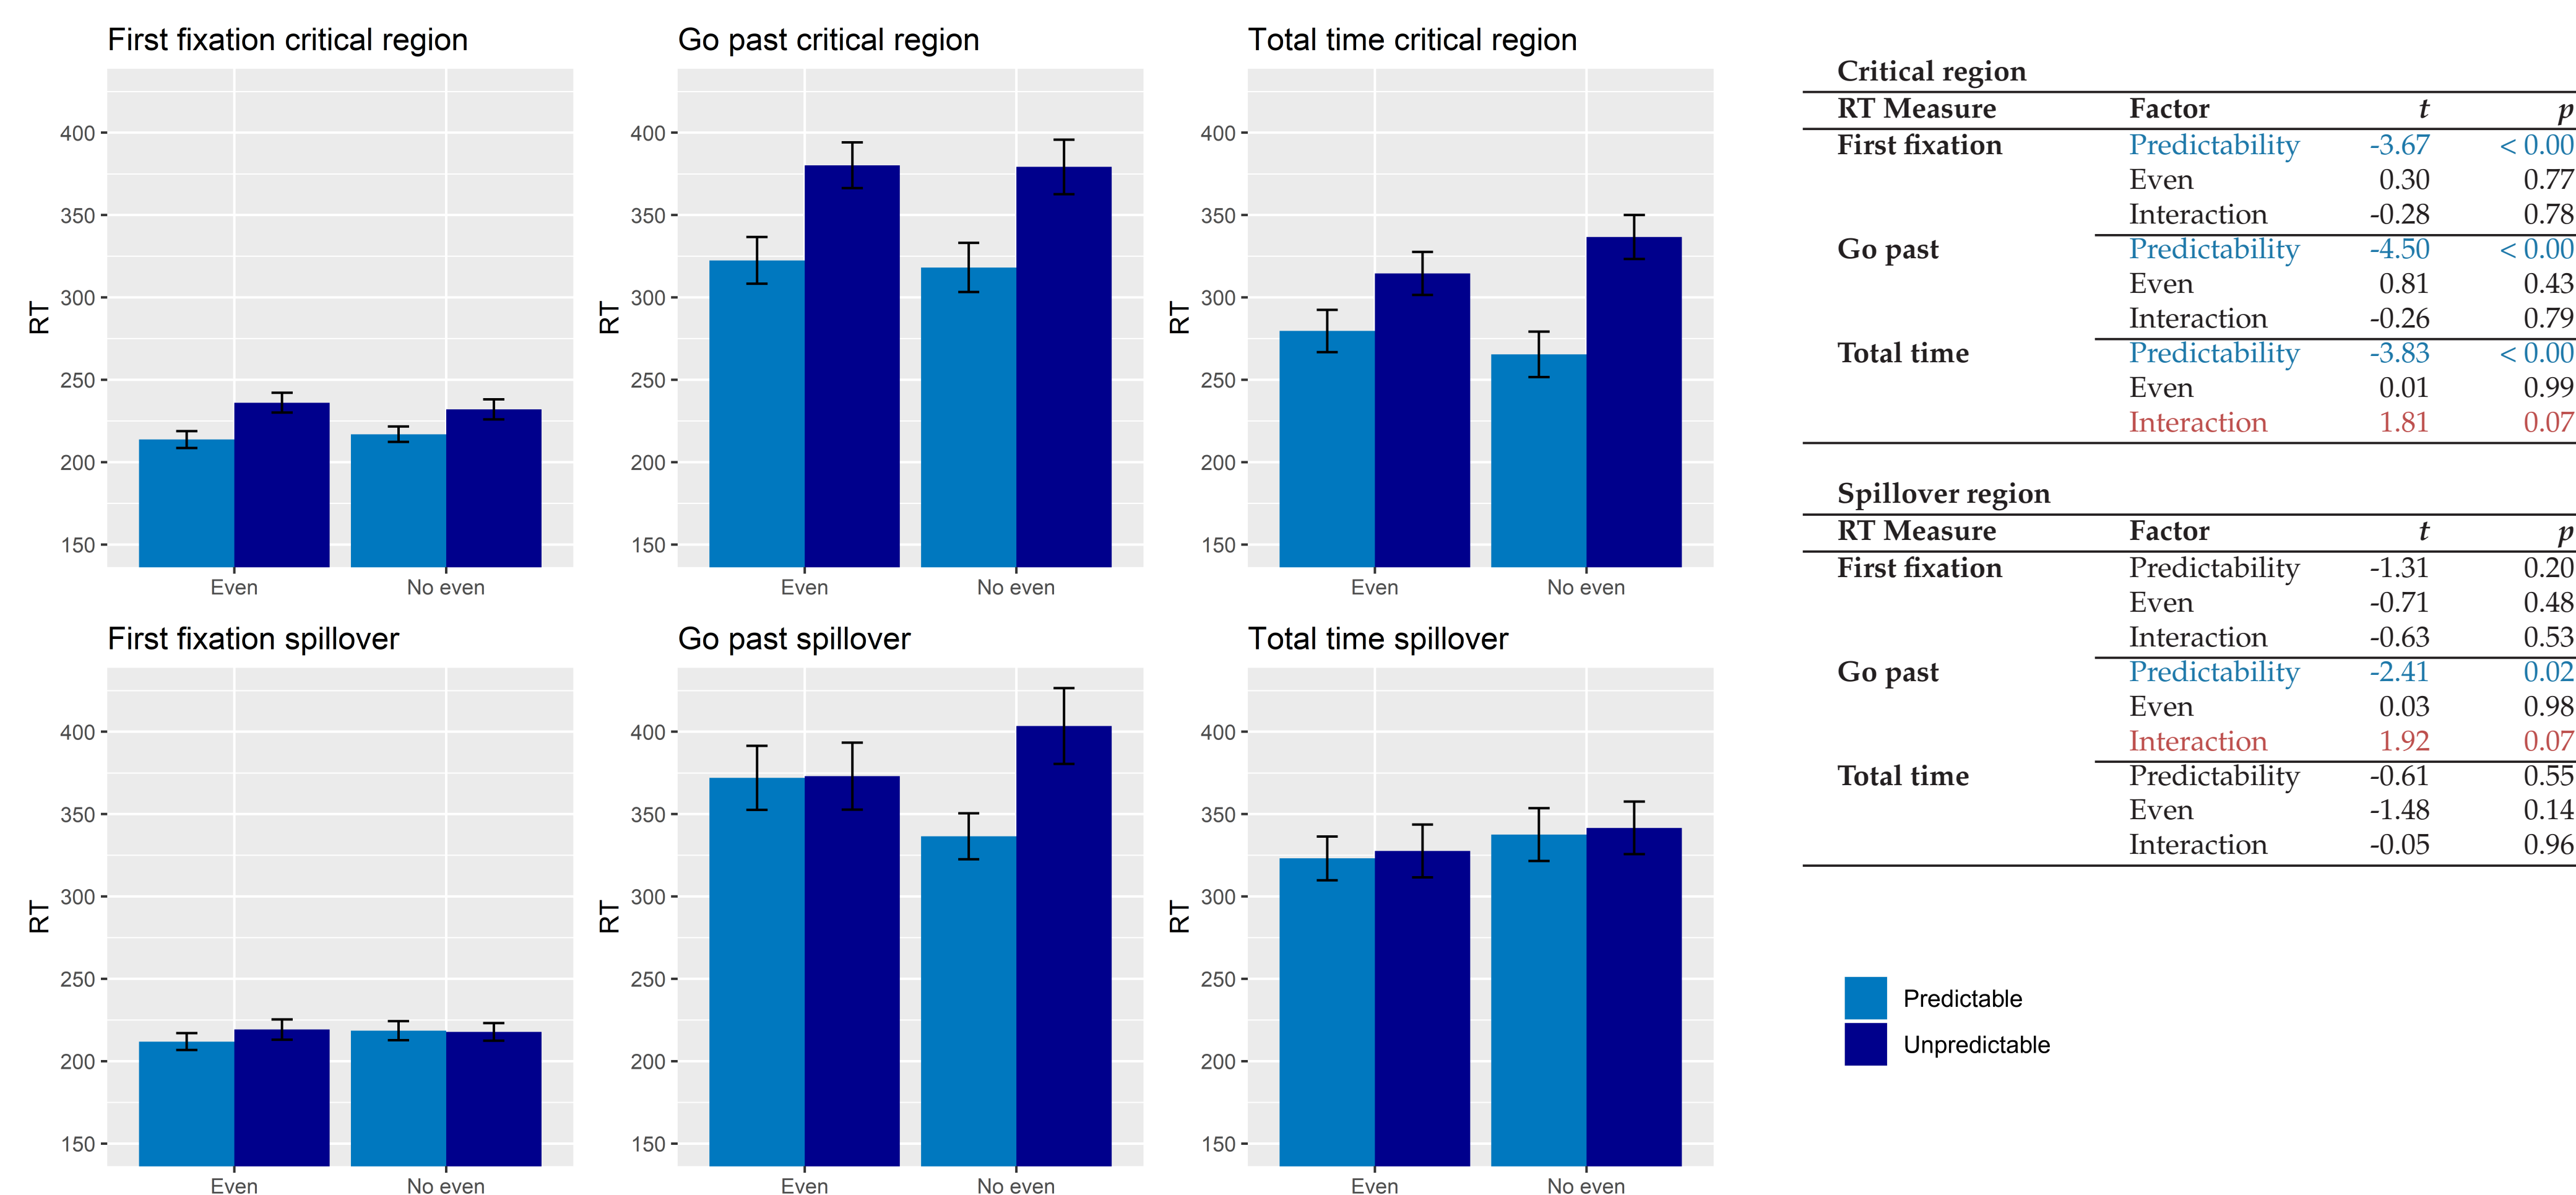 First fixation critical region
RT
400
350
300
250
200
150
Even No even
Go past critical region
RT
400
350
300
250
200
150
Even No even
Total time critical region
RT
400
350
300
250
200
150
Even No even
First fixation spillover
RT
400
350
300
250
200
150
Even No even
Go past spillover
RT
400
350
300
250
200
150
Even No even
Total time spillover
RT
400
350
300
250
200
150
Even No even
Critical region
RT Measure Factor t p
First fixation Predictability -3.67 < 0.00
Even 0.30 0.77
Interaction -0.28 0.78
Go past Predictability -4.50 < 0.00
Even 0.81 0.43
Interaction -0.26 0.79
Total time Predictability -3.83 < 0.00
Even 0.01 0.99
Interaction 1.81 0.07
Spillover region
RT Measure Factor t p
First fixation Predictability -1.31 0.20
Even -0.71 0.48
Interaction -0.63 0.53
Go past Predictability -2.41 0.02
Even 0.03 0.98
Interaction 1.92 0.07
Total time Predictability -0.61 0.55
Even -1.48 0.14
Interaction -0.05 0.96
Predictable
Unpredictable